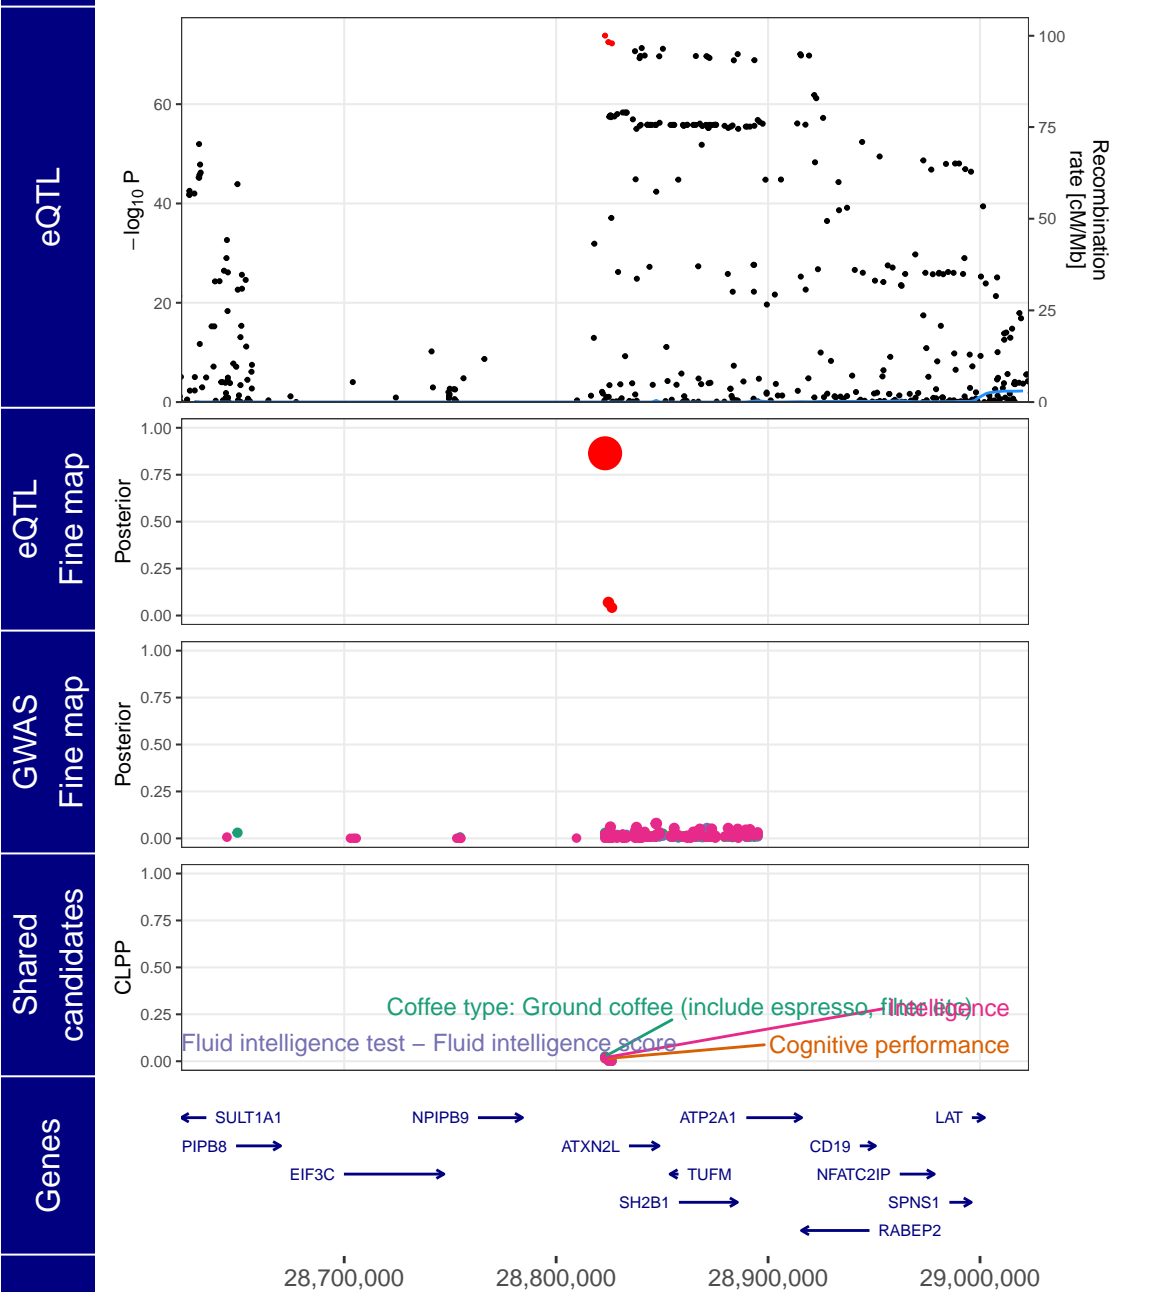 eQTL
−log10 P
60
40
20
0
100
75
50
25
0
Recombination
rate [cM/Mb]
eQTL
Fine map
Posterior
1.00
0.75
0.50
0.25
0.00
GWAS
Fine map
Posterior
1.00
0.75
0.50
0.25
0.00
Shared
candidates
CLPP
1.00
0.75
0.50
0.25
0.00
Coffee type: Ground coffee (include espresso, filter etc)
Intelligence
Fluid intelligence test − Fluid intelligence score
Cognitive performance
Genes
SULT1A1
NPIPB9
ATP2A1
LAT
PIPB8
ATXN2L
CD19
EIF3C
TUFM
NFATC2IP
SH2B1
SPNS1
RABEP2
28,700,000
28,800,000
28,900,000
29,000,000